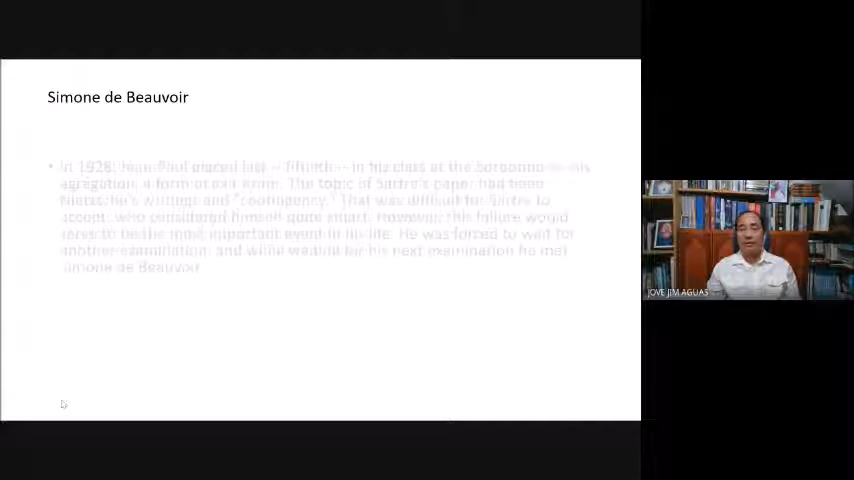 Simone de Beauvoir
• In 1928, Jean-Paul placed last -- fiftieth -- in his class at the Sorbonne on his
agregation, a form of exit exam. The topic of Sartre's paper had been
Nietzche's writings and "contingency." That was difficult for Sartre to
accept, who considered himself quite smart. However, this failure would
serve to be the most important event in his life. He was forced to wait for
another examination, and while waiting for his next examination he met
Simone de Beauvoir
JOVE JIM AGUAS